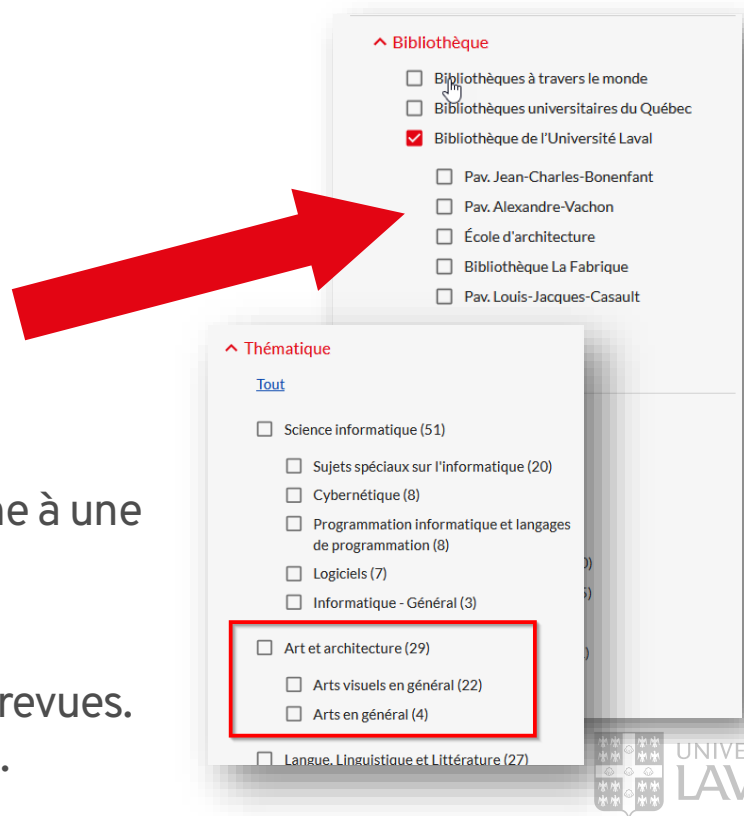 Bibliothèque
Bibliothèques à travers le monde
Bibliothèques universitaires du Québec
Bibliothèque de l'Université Laval
Pav. Jean-Charles-Bonenfant
Pav. Alexandre-Vachon
École d'architecture
Bibliothèque La Fabrique
Pav. Louis-Jacques-Casault
Thématique
Tout
Science informatique (51)
Sujets spéciaux sur l'informatique (20)
Cybernétique (8)
Programmation informatique et langages
de programmation (8)
Logiciels (7)
Informatique - Général (3)
Art et architecture (29)
Arts visuels en général (22)
Arts en général (4)
Langue, Linguistique et Littérature (27)
à une
revues.
.